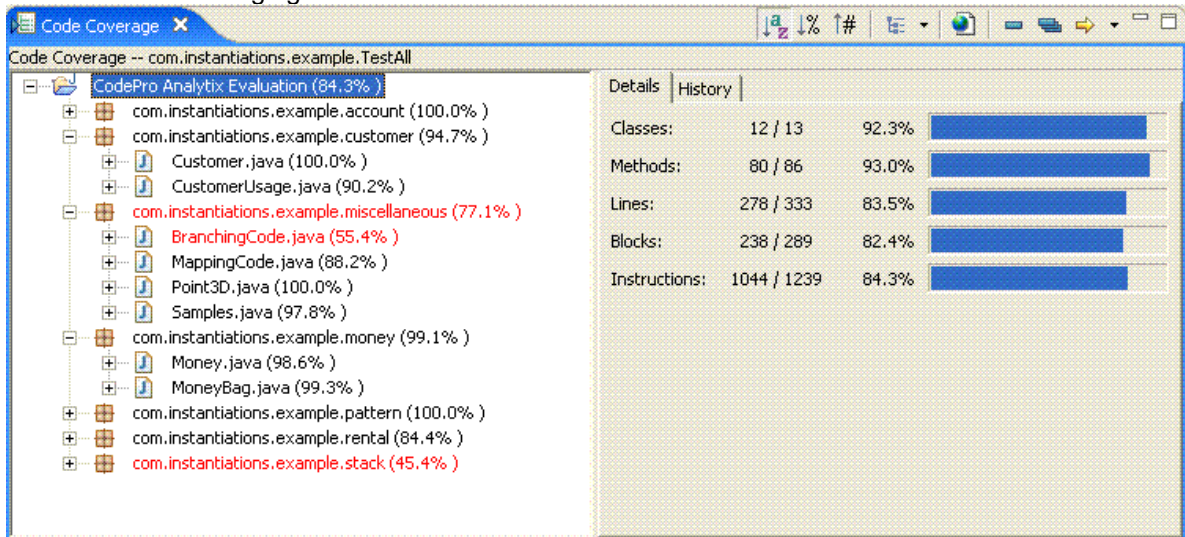 Code Coverage
Code Coverage -- com.instantiations.example.TestAll
CodePro Analytix Evaluation (84.3% )
com.instantiations.example.account (100.0% )
com.instantiations.example.customer (94.7% )
Customer.java (100.0% )
CustomerUsage.java (90.2% )
com.instantiations.example.miscellaneous (77.1% )
BranchingCode.java (55.4% )
MappingCode.java (88.2% )
Point3D.java (100.0% )
Samples.java (97.8% )
com.instantiations.example.money (99.1% )
Money.java (98.6% )
MoneyBag.java (99.3% )
com.instantiations.example.pattern (100.0% )
com.instantiations.example.rental (84.4% )
com.instantiations.example.stack (45.4% )
Details History
Classes: 12 / 13 92.3%
Methods: 80 / 86 93.0%
Lines: 278 / 333 83.5%
Blocks: 238 / 289 82.4%
Instructions: 1044 / 1239 84.3%